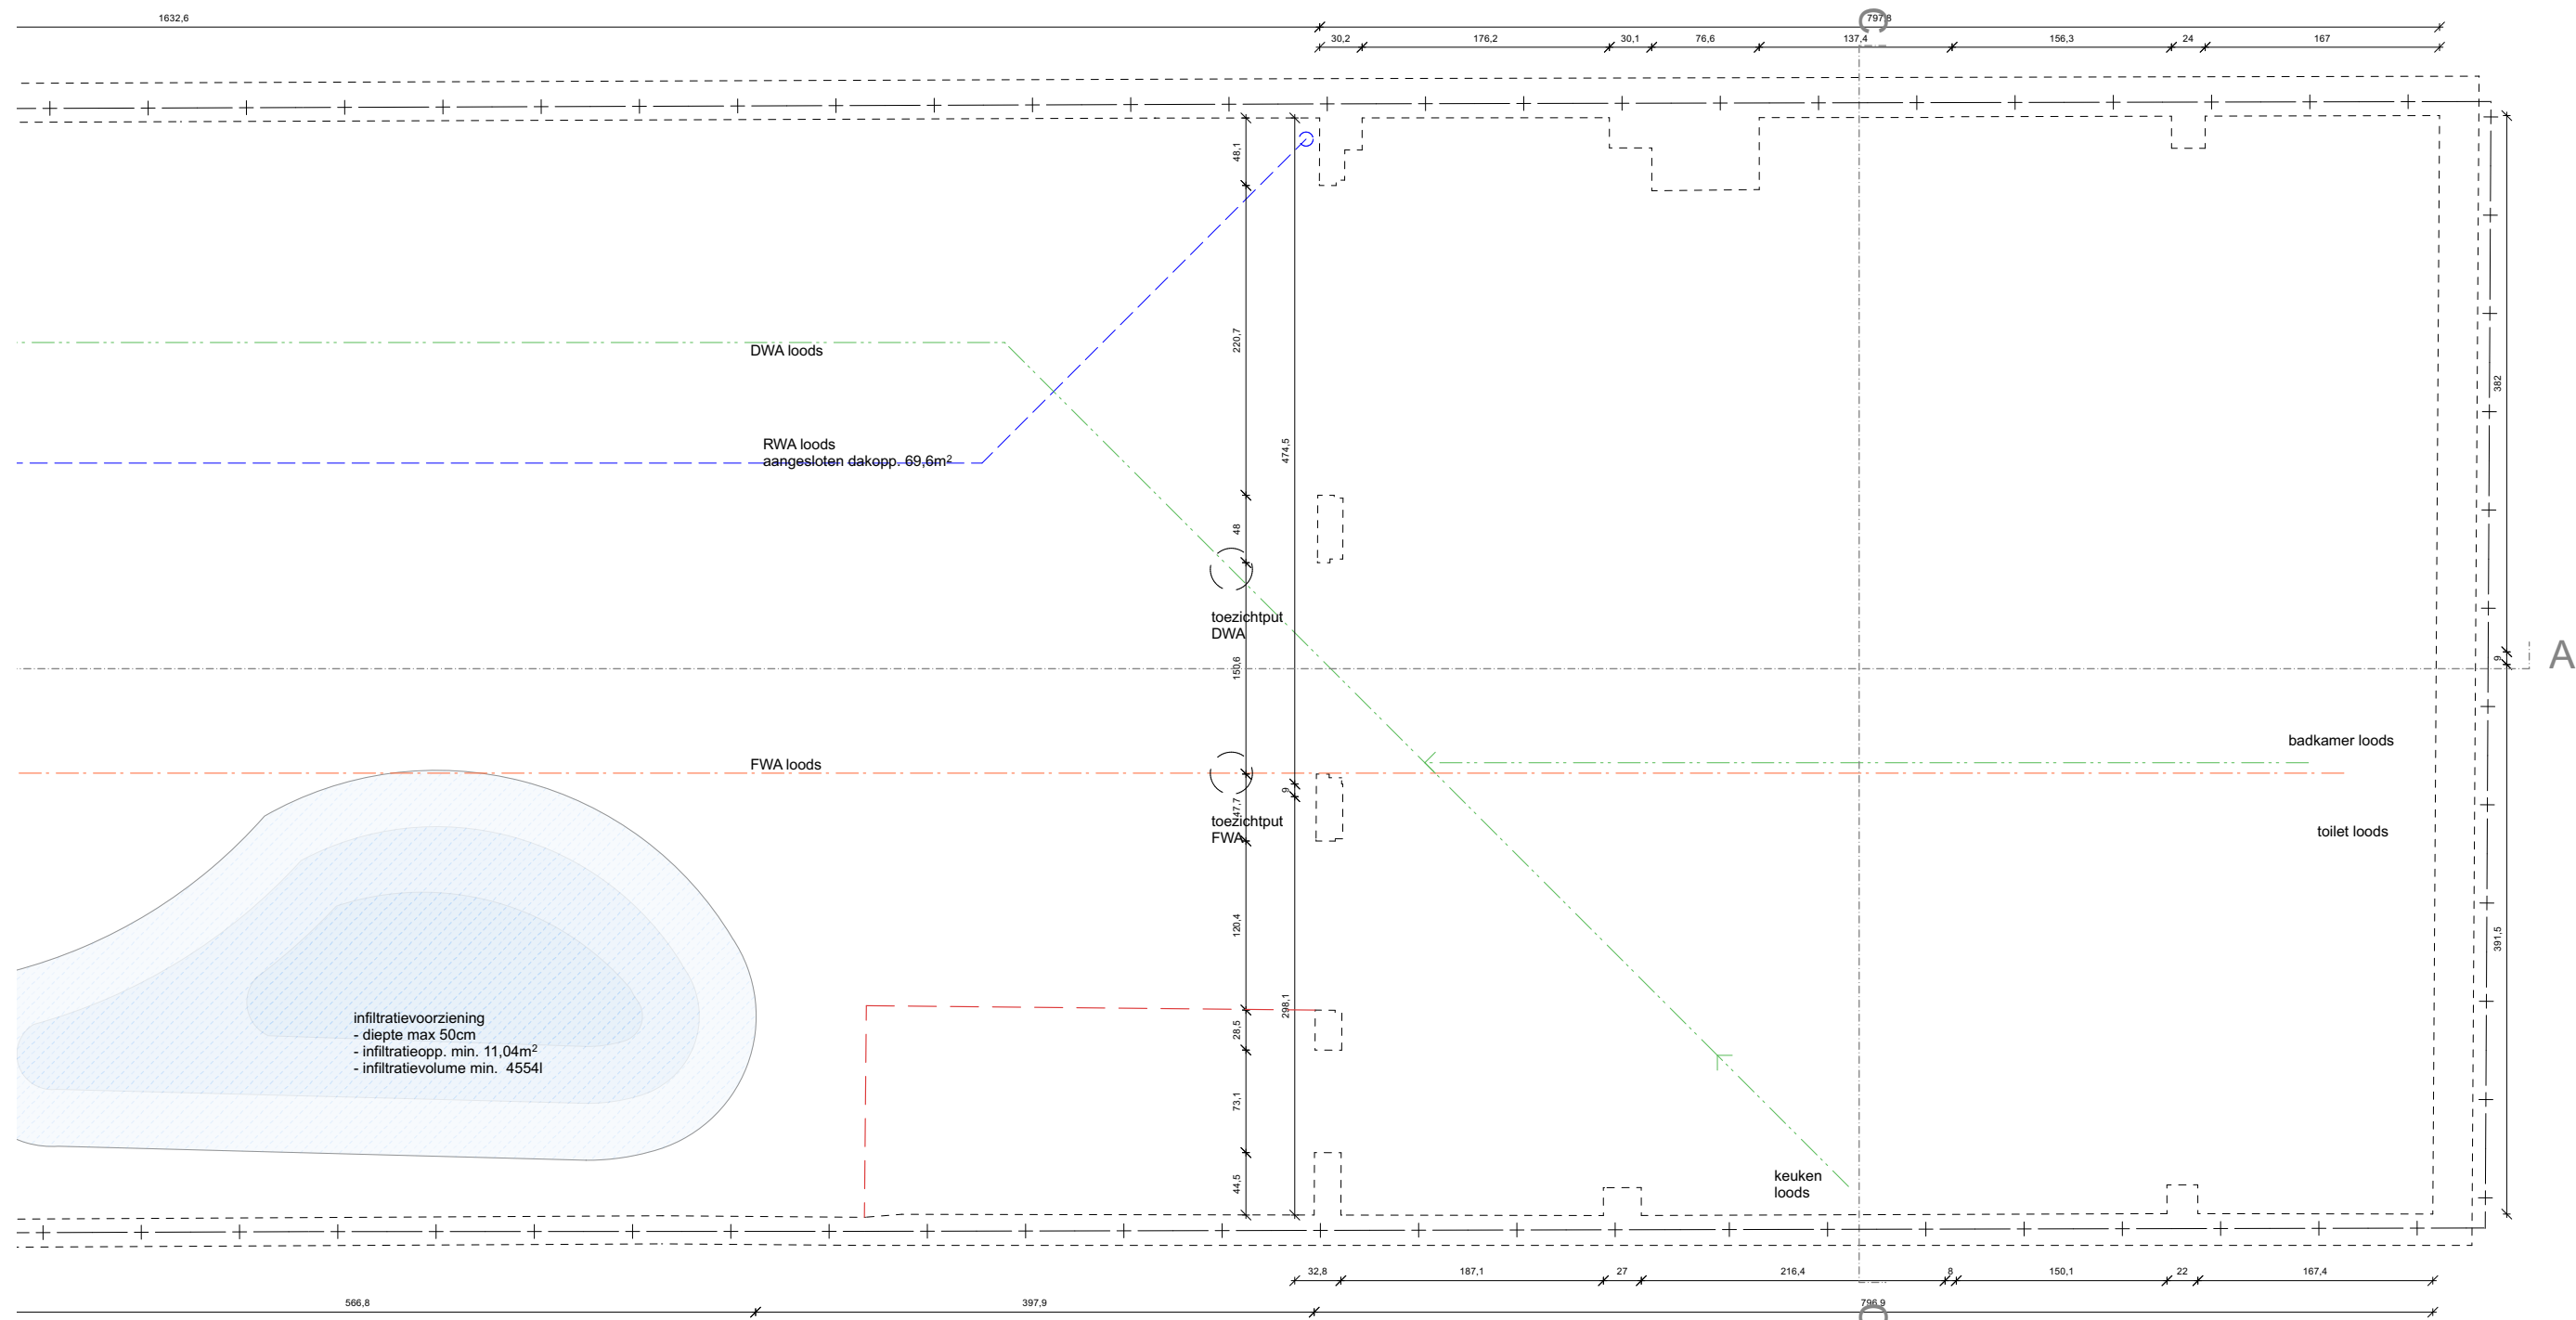 1632,6
797,8
C
30,2
176,2
30,1
76,6
137,4
156,3
24
167
48,1
220,7
DWA loods
382
RWA loods
aangesloten dakopp. 69,6m²
474,5
48
toezichtput
DWA
150,6
9
A
badkamer loods
FWA loods
9
47,7
toezichtput
FWA
toilet loods
120,4
391,5
298,1
infiltratievoorziening
- diepte max 50cm
- infiltratieopp. min. 11,04m²
- infiltratievolume min. 4554l
28,5
73,1
keuken
loods
44,5
32,8
187,1
27
216,4
8
150,1
22
167,4
566,8
397,9
796,9